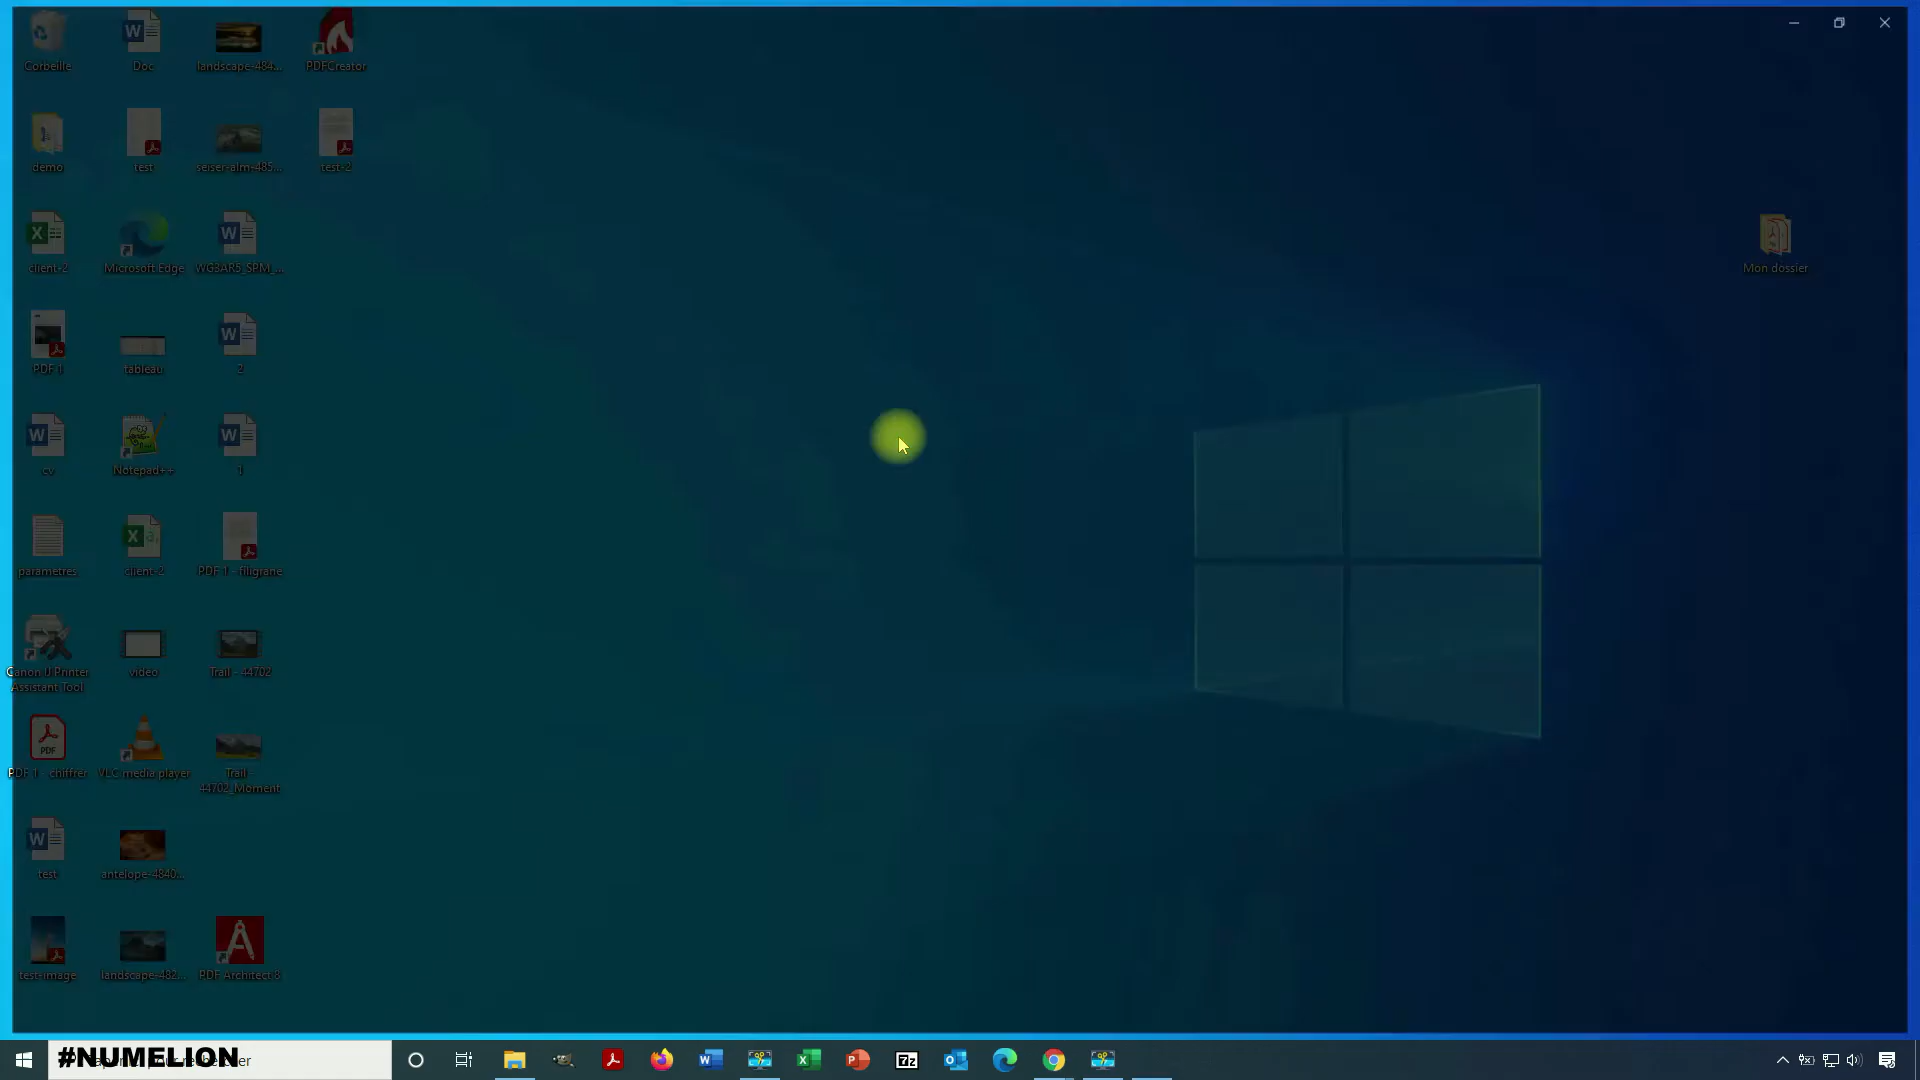 Corbeille
Doc
landscape-484...
PDFCreator
demo
test
seiser-alm-485...
test-2
client-2
Microsoft Edge
WG3AR5_SPM_...
Mon dossier
PDF 1
tableau
2
cv
Notepad++
1
parametres
client-2
PDF 1 - filigrane
Canon IJ Printer
Assistant Tool
video
Trail - 44702
PDF
PDF 1 - chiffrer
VLC media player
Trail -
44702_Moment
test
antelope-4840...
test-image
landscape-482...
PDF Architect 8
#NUMELION
7z